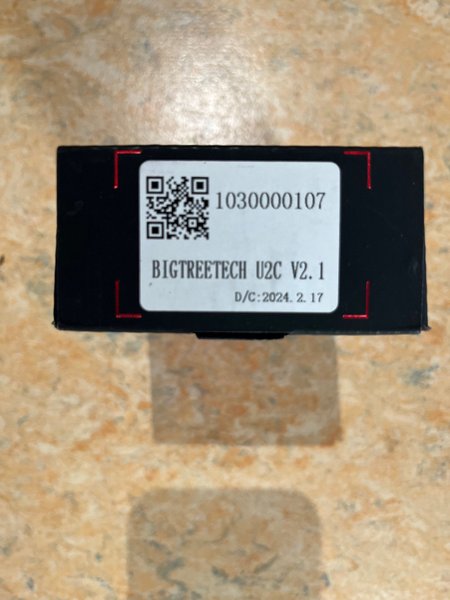 1030000107
BIGTREETECH U2C V2.1
D/C:2024.2.17